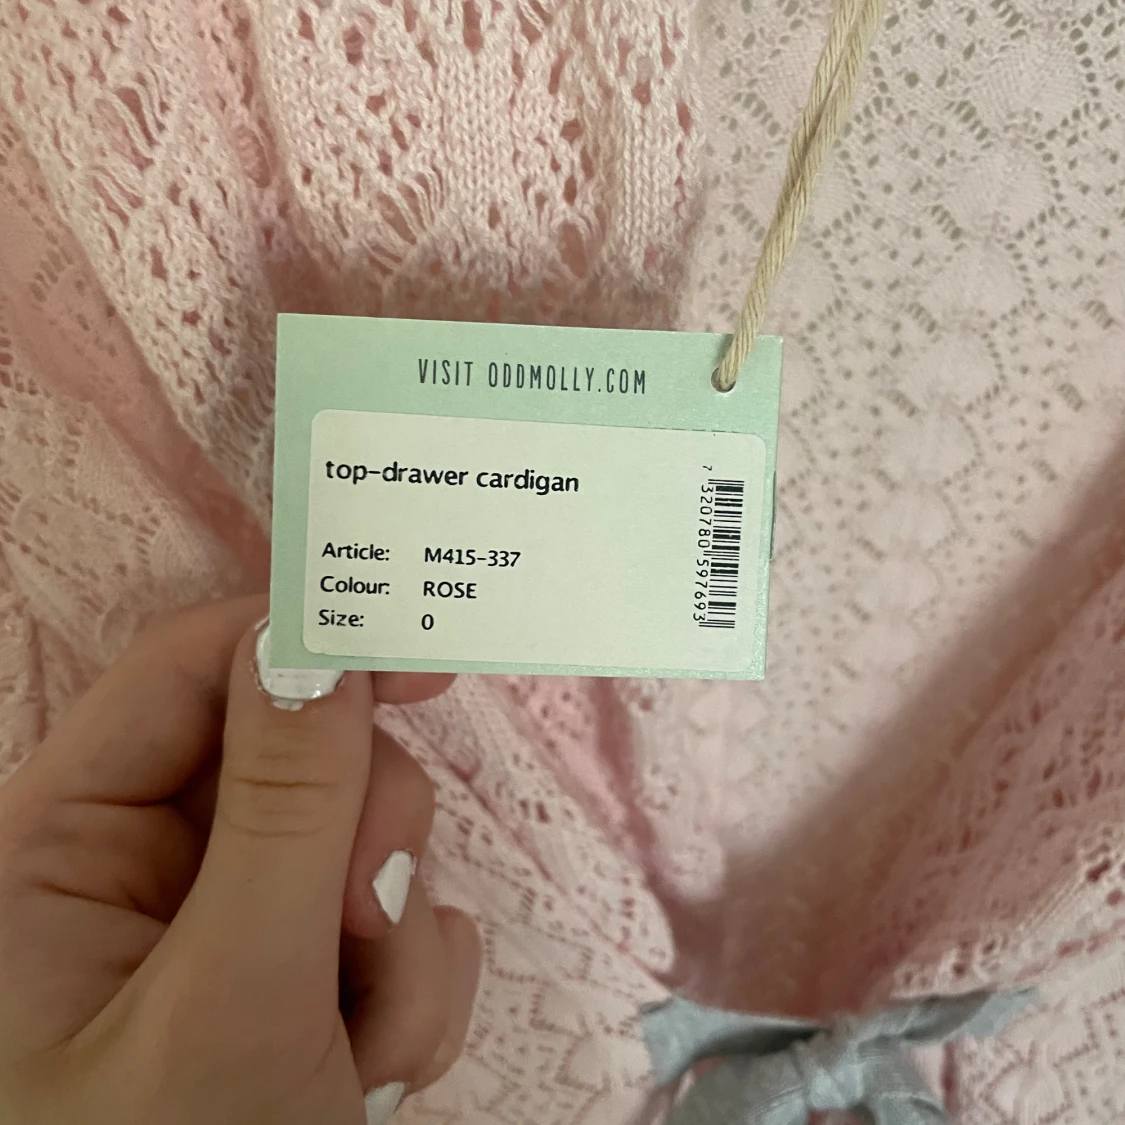 VISIT ODDMOLLY.COM
top-drawer cardigan
Article: M415-337
Colour: ROSE
Size: 0
7 320780 597693